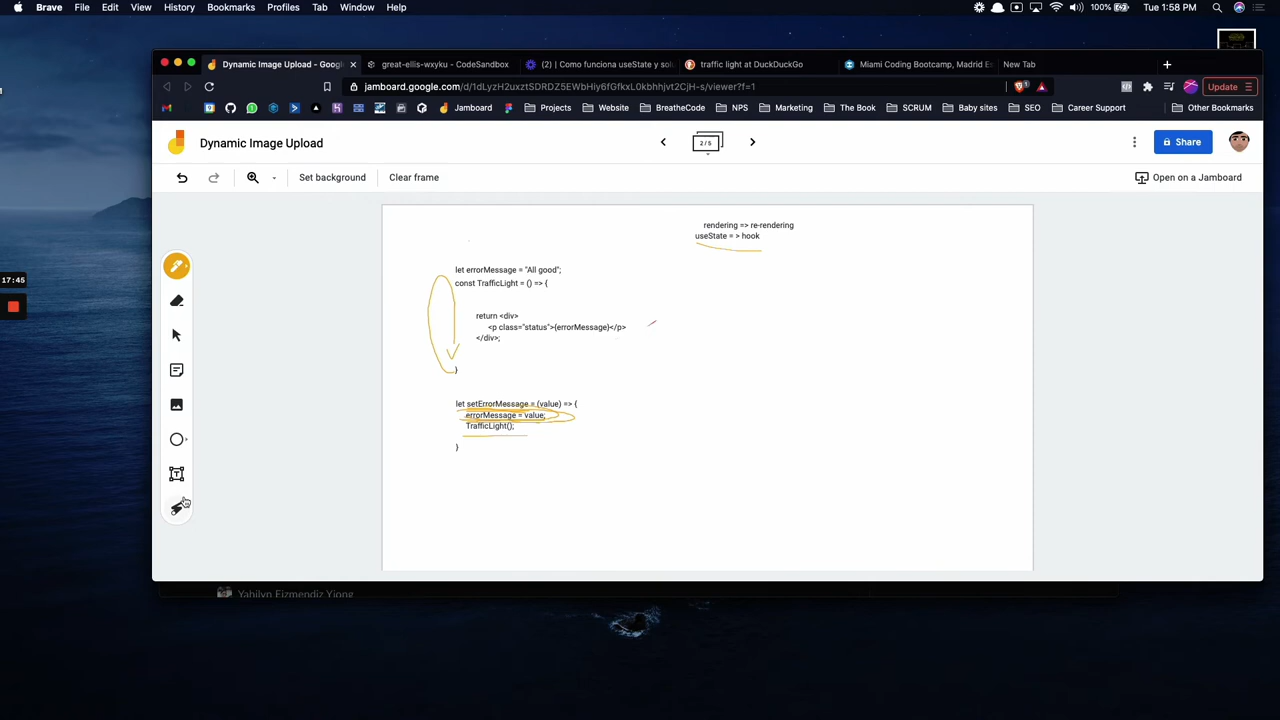 Brave File Edit View History Bookmarks Profiles Tab Window Help
100% Tue 1:58 PM
Dynamic Image Upload - Googl
great-ellis-wxyku - CodeSandbox
(2) | Como funciona useState y sol
traffic light at DuckDuckGo
Miami Coding Bootcamp, Madrid Es
New Tab
jamboard.google.com/d/1dLyzH2uxztSDRDZ5EWbHiy6fGfkxL0kbhhjvt2CjH-s/viewer?f=1
1
Update
Jamboard Projects Website BreatheCode NPS Marketing The Book SCRUM Baby sites SEO Career Support Other Bookmarks
Dynamic Image Upload
2 / 5
Share
Set background Clear frame
Open on a Jamboard
rendering => re-rendering
useState = > hook
let errorMessage = "All good";
const TrafficLight = () => {
return <div>
<p class="status">{errorMessage}</p>
</div>;
}
let setErrorMessage = (value) => {
errorMessage = value;
TrafficLight();
}
17:45
Yahilyn Eizmendiz Yiong